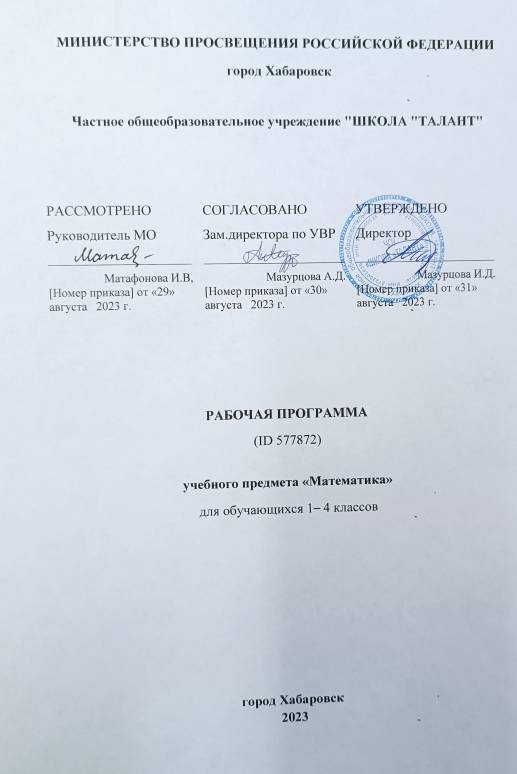 МИНИСТЕРСТВО ПРОСВЕЩЕНИЯ РОССИЙСКОЙ ФЕДЕРАЦИИ
город Хабаровск
Частное общеобразовательное учреждение "ШКОЛА "ТАЛАНТ"
РАССМОТРЕНО
Руководитель МО
Матафонова И.В,
[Номер приказа] от «29»
августа 2023 г.
СОГЛАСОВАНО
Зам.директора по УВР
Мазурцова А.Д.
[Номер приказа] от «30»
августа 2023 г.
УТВЕРЖДЕНО
Директор
Мазурцова И.Д.
[Номер приказа] от «31»
августа 2023 г.
РАБОЧАЯ ПРОГРАММА
(ID 577872)
учебного предмета «Математика»
для обучающихся 1– 4 классов
город Хабаровск
2023